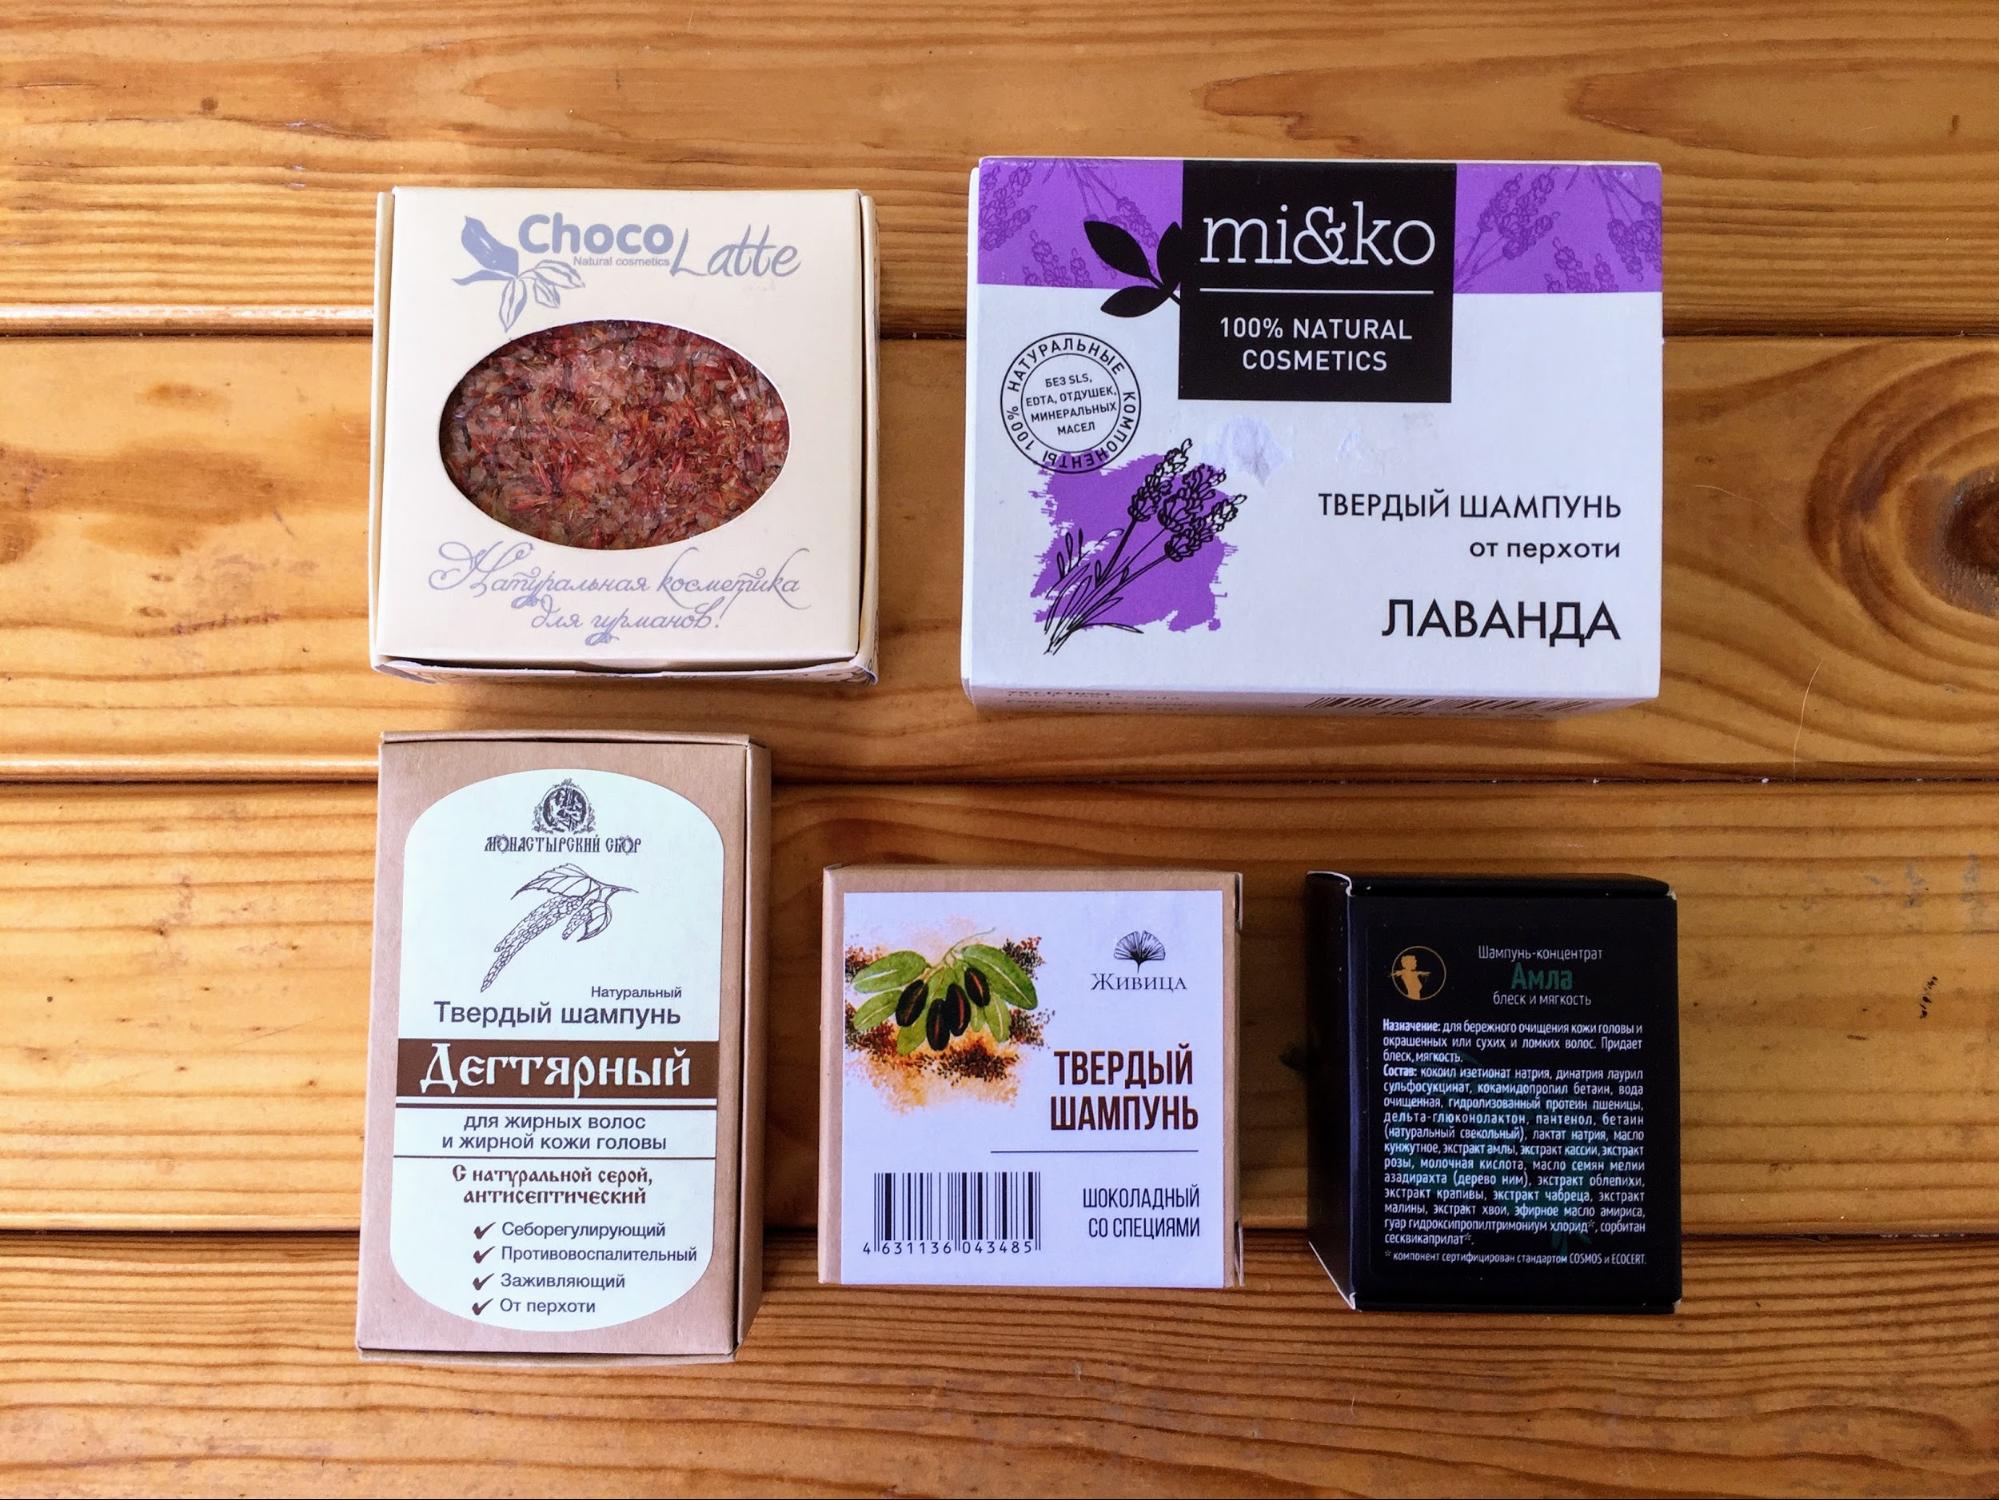 Choco Latte
Natural cosmetics
Натуральная косметика
для гурманов!
mi&ko
100% NATURAL
COSMETICS
100% НАТУРАЛЬНЫЕ КОМПОНЕНТЫ
БЕЗ SLS,
EDTA, ОТДУШЕК,
МИНЕРАЛЬНЫХ
МАСЕЛ
ТВЕРДЫЙ ШАМПУНЬ
от перхоти
ЛАВАНДА
МОНАСТЫРСКИЙ СБОР
Натуральный
Твердый шампунь
Дегтярный
для жирных волос
и жирной кожи головы
С натуральной серой,
антисептический
Себорегулирующий
Противовоспалительный
Заживляющий
От перхоти
Живица
ТВЕРДЫЙ
ШАМПУНЬ
ШОКОЛАДНЫЙ
СО СПЕЦИЯМИ
4 631136 043485
Шампунь-концентрат
Амла
блеск и мягкость
Назначение: для бережного очищения кожи головы и
окрашенных или сухих и ломких волос. Придает
блеск, мягкость.
Состав: кокоил изетионат натрия, динатрия лаурил
сульфосукцинат, кокамидопропил бетаин, вода
очищенная, гидролизованный протеин пшеницы,
дельта-глюконолактон, пантенол, бетаин
(натуральный свекольный), лактат натрия, масло
кунжутное, экстракт амлы, экстракт кассии, экстракт
розы, молочная кислота, масло семян мелии
азадирахта (дерево ним), экстракт облепихи,
экстракт крапивы, экстракт чабреца, экстракт
малины, экстракт хвои, эфирное масло амириса,
гуар гидроксипропилтримониум хлорид*, сорбитан
сесквикаприлат*.
* компонент сертифицирован стандартом COSMOS и ECOCERT.